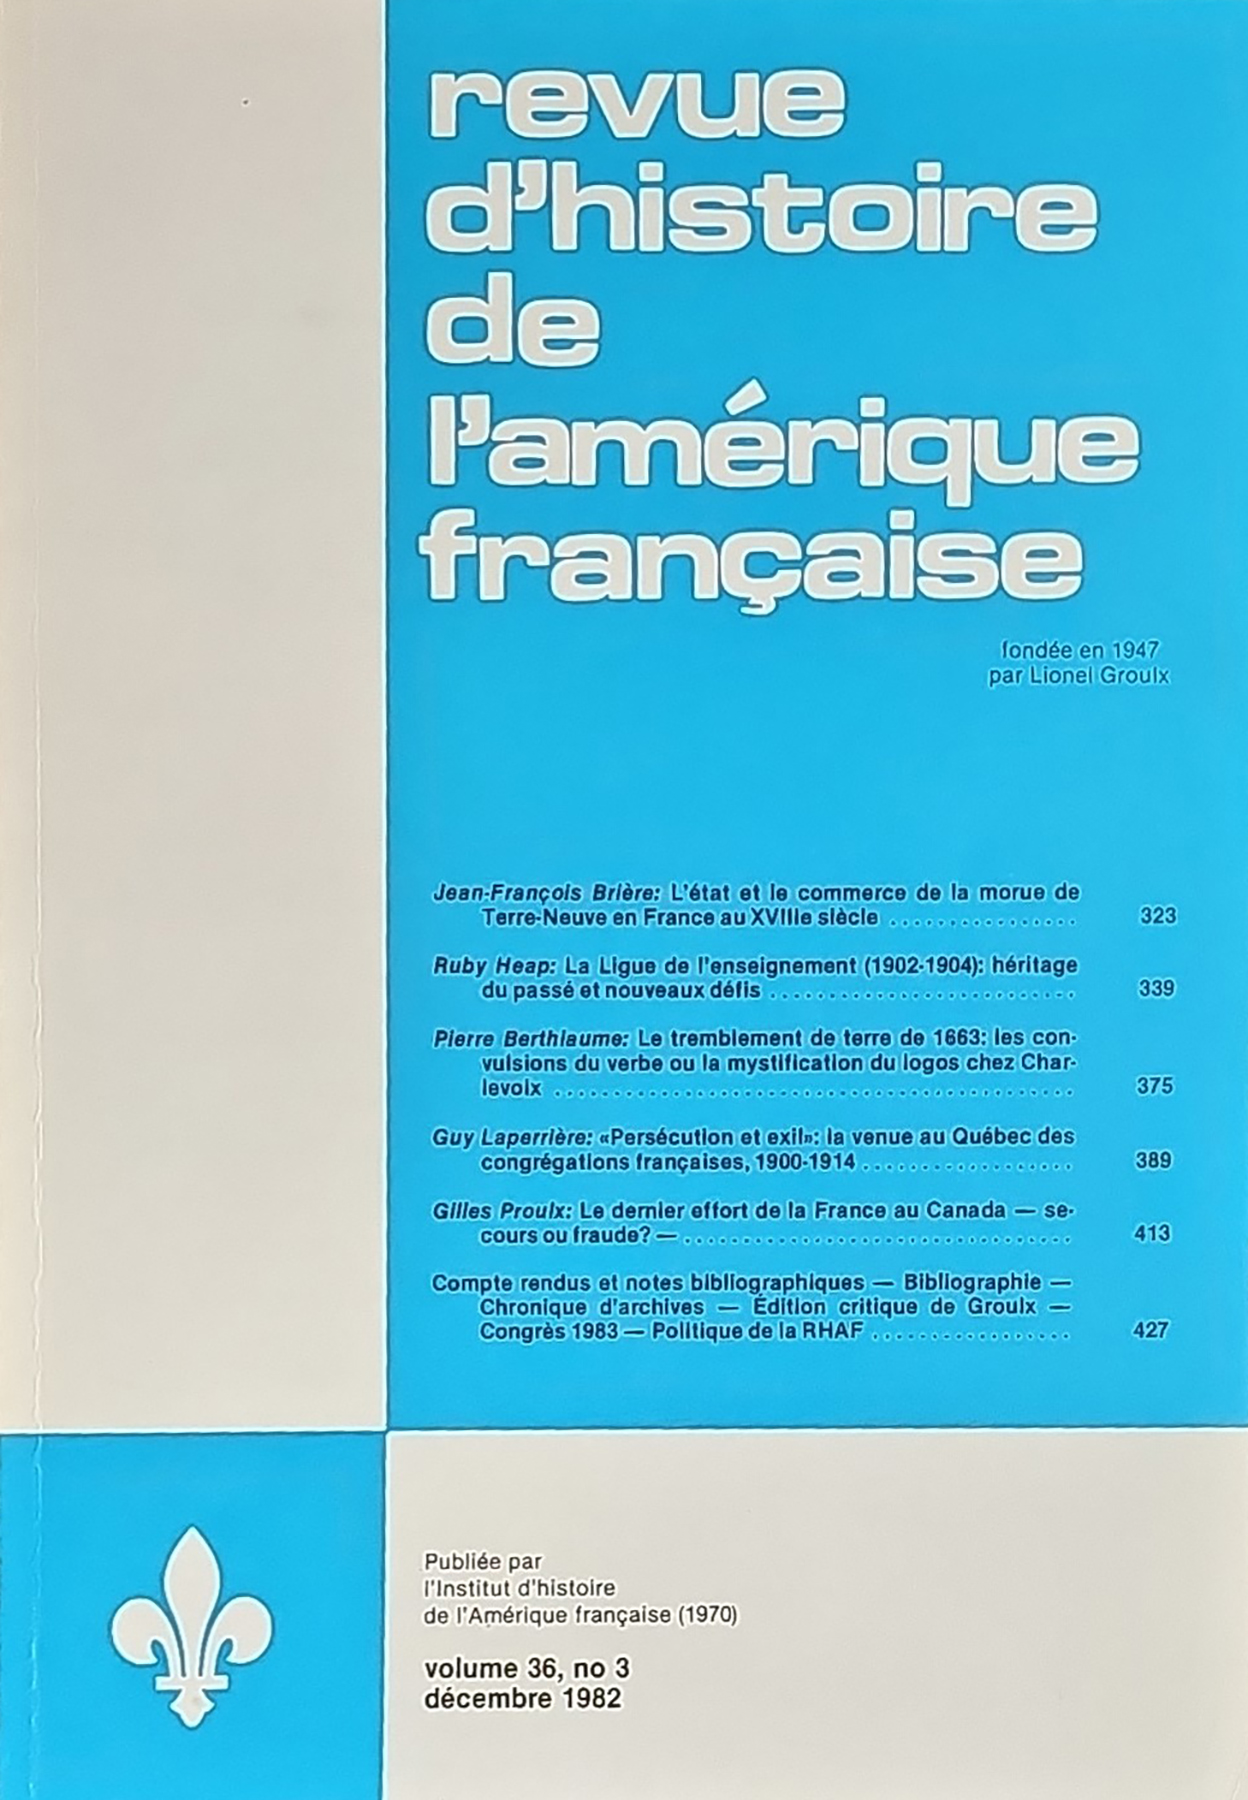 revue
d'histoire
de
l'amérique
française
fondée en 1947
par Lionel Groulx
Jean-François Brière: L'état et le commerce de la morue de
Terre-Neuve en France au XVIIIe siècle ................ 323
Ruby Heap: La Ligue de l'enseignement (1902-1904): héritage
du passé et nouveaux défis .......................... 339
Pierre Berthiaume: Le tremblement de terre de 1663: les con-
vulsions du verbe ou la mystification du logos chez Char-
levoix ............................................ 375
Guy Laperrière: «Persécution et exil»: la venue au Québec des
congrégations françaises, 1900-1914 .................. 389
Gilles Proulx: Le dernier effort de la France au Canada — se-
cours ou fraude? — ................................. 413
Compte rendus et notes bibliographiques — Bibliographie —
Chronique d'archives — Édition critique de Groulx —
Congrès 1983 — Politique de la RHAF ................. 427
Publiée par
l'Institut d'histoire
de l'Amérique française (1970)
volume 36, no 3
décembre 1982